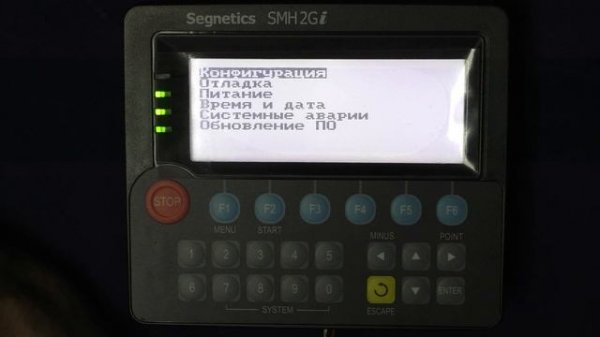 Segnetics SMH 2Gi
Конфигурация
Отладка
Питание
Время и дата
Системные аварии
Обновление ПО
STOP
F1 F2 F3 F4 F5 F6
MENU START
MINUS POINT
1 2 3 4 5
6 7 8 9 0
ENTER
SYSTEM
ESCAPE